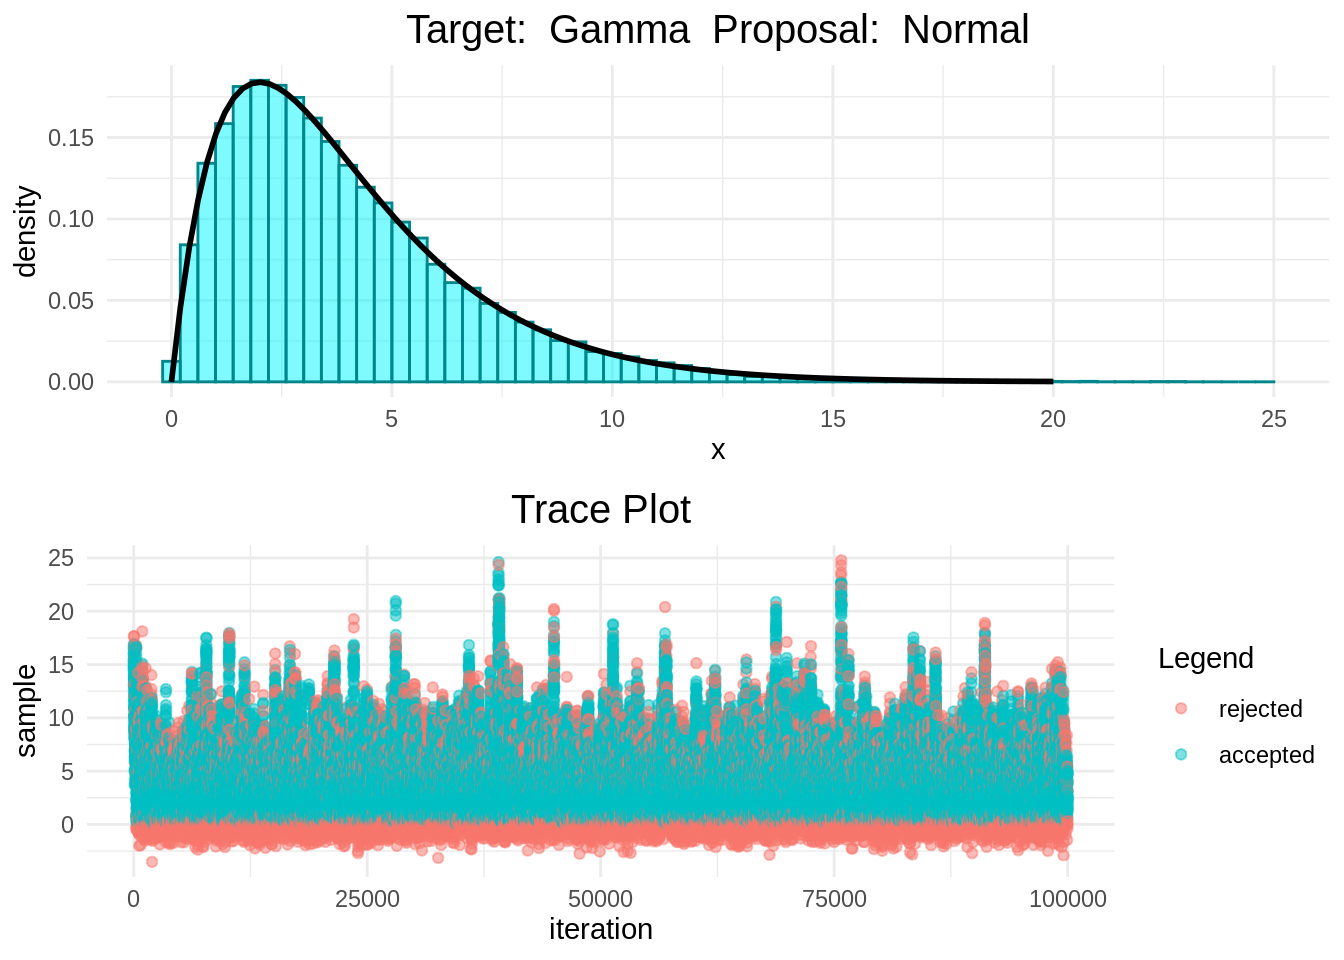 Target:  Gamma  Proposal:  Normal
density
0.15
0.10
0.05
0.00
0 5 10 15 20 25
x
Trace Plot
sample
25
20
15
10
5
0
0 25000 50000 75000 100000
iteration
Legend
rejected
accepted